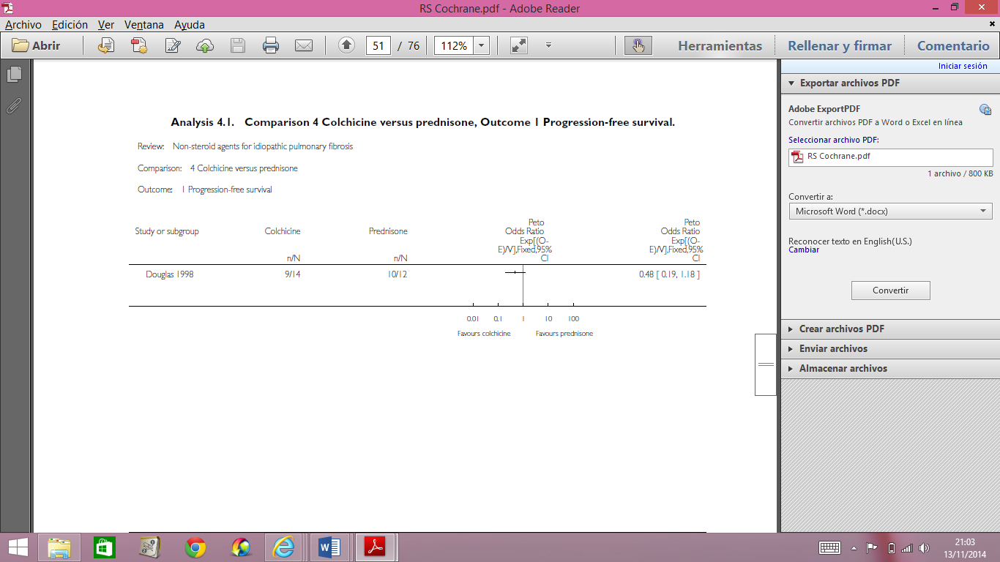 RS Cochrane.pdf - Adobe Reader
Archivo Edición Ver Ventana Ayuda
Abrir 51 / 76 112% Herramientas Rellenar y firmar Comentario
Iniciar sesión
Analysis 4.1. Comparison 4 Colchicine versus prednisone, Outcome 1 Progression-free survival.
Review: Non-steroid agents for idiopathic pulmonary fibrosis
Comparison: 4 Colchicine versus prednisone
Outcome: 1 Progression-free survival
Study or subgroup
Colchicine
n/N
Prednisone
n/N
Peto
Odds Ratio
Exp[(O-
E)/V],Fixed,95%
CI
Peto
Odds Ratio
Exp[(O-
E)/V],Fixed,95%
CI
Douglas 1998 9/14 10/12 0.48 [ 0.19, 1.18 ]
0.01 0.1 1 10 100
Favours colchicine Favours prednisone
Exportar archivos PDF
Adobe ExportPDF
Convertir archivos PDF a Word o Excel en línea
Seleccionar archivo PDF:
RS Cochrane.pdf
1 archivo / 800 KB
Convertir a:
Microsoft Word (*.docx)
Reconocer texto en English(U.S.)
Cambiar
Convertir
Crear archivos PDF
Enviar archivos
Almacenar archivos
21:03
13/11/2014